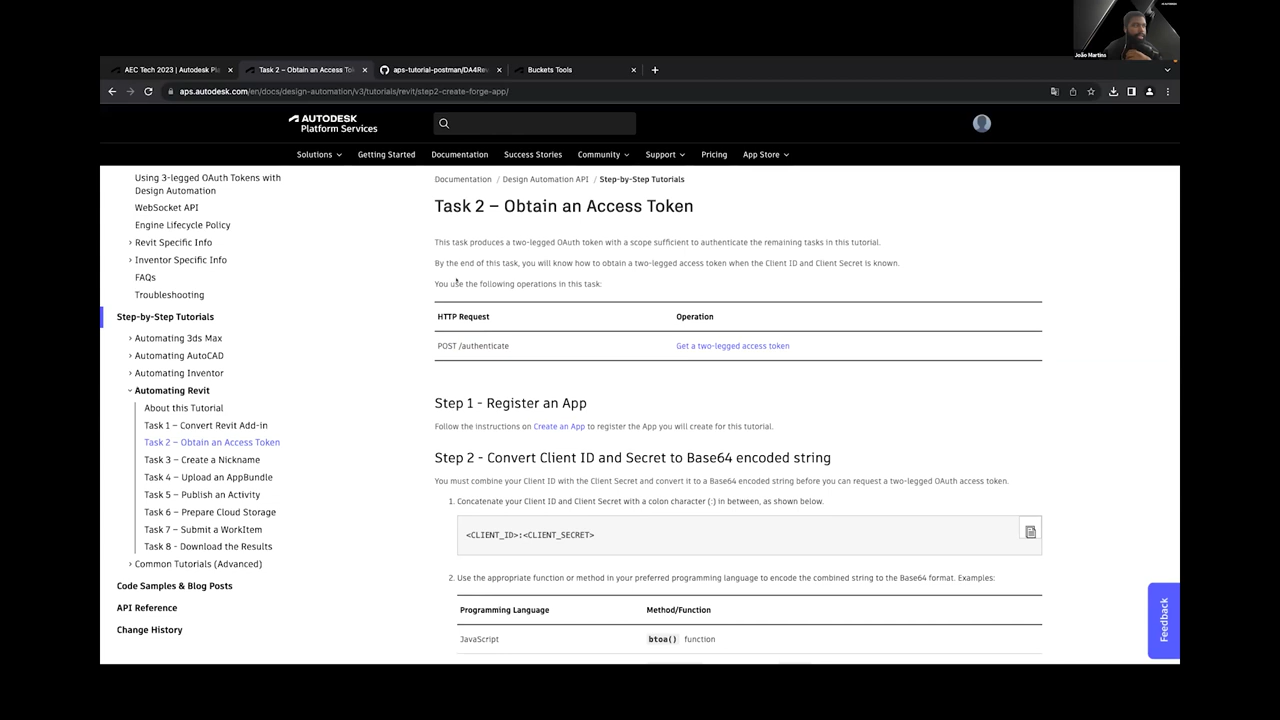 João Martins
AEC Tech 2023 | Autodesk Pla
Task 2 – Obtain an Access Tok
aps-tutorial-postman/DA4Rev
Buckets Tools
aps.autodesk.com/en/docs/design-automation/v3/tutorials/revit/step2-create-forge-app/
AUTODESK
Platform Services
Solutions
Getting Started
Documentation
Success Stories
Community
Support
Pricing
App Store
Using 3-legged OAuth Tokens with
Design Automation
WebSocket API
Engine Lifecycle Policy
Revit Specific Info
Inventor Specific Info
FAQs
Troubleshooting
Step-by-Step Tutorials
Automating 3ds Max
Automating AutoCAD
Automating Inventor
Automating Revit
About this Tutorial
Task 1 – Convert Revit Add-in
Task 2 – Obtain an Access Token
Task 3 – Create a Nickname
Task 4 – Upload an AppBundle
Task 5 – Publish an Activity
Task 6 – Prepare Cloud Storage
Task 7 – Submit a WorkItem
Task 8 - Download the Results
Common Tutorials (Advanced)
Code Samples & Blog Posts
API Reference
Change History
Documentation / Design Automation API / Step-by-Step Tutorials
Task 2 – Obtain an Access Token
This task produces a two-legged OAuth token with a scope sufficient to authenticate the remaining tasks in this tutorial.
By the end of this task, you will know how to obtain a two-legged access token when the Client ID and Client Secret is known.
You use the following operations in this task:
HTTP Request Operation
POST /authenticate Get a two-legged access token
Step 1 - Register an App
Follow the instructions on Create an App to register the App you will create for this tutorial.
Step 2 - Convert Client ID and Secret to Base64 encoded string
You must combine your Client ID with the Client Secret and convert it to a Base64 encoded string before you can request a two-legged OAuth access token.
1. Concatenate your Client ID and Client Secret with a colon character (:) in between, as shown below.
<CLIENT_ID>:<CLIENT_SECRET>
2. Use the appropriate function or method in your preferred programming language to encode the combined string to the Base64 format. Examples:
Programming Language Method/Function
JavaScript btoa() function
Feedback